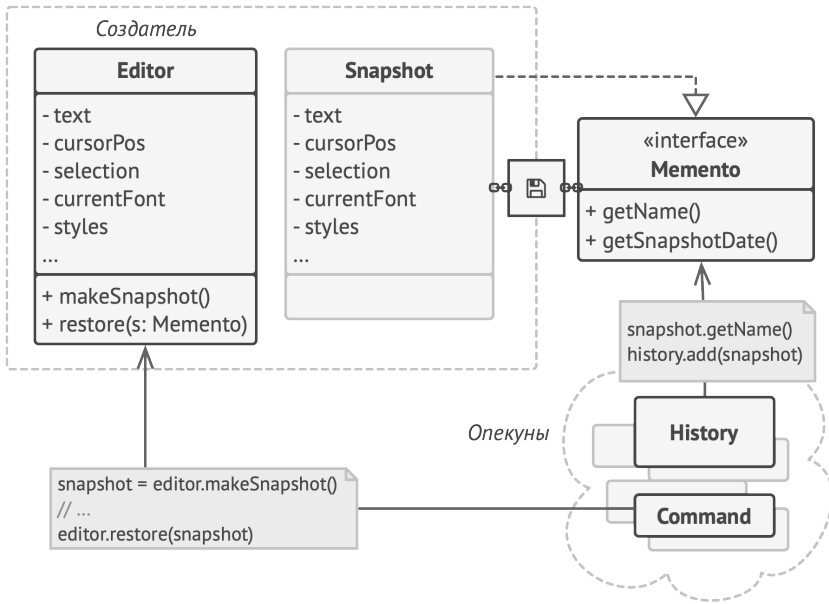 Создатель
Editor
- text
- cursorPos
- selection
- currentFont
- styles
...
+ makeSnapshot()
+ restore(s: Memento)
Snapshot
- text
- cursorPos
- selection
- currentFont
- styles
...
«interface»
Memento
+ getName()
+ getSnapshotDate()
snapshot.getName()
history.add(snapshot)
Опекуны
History
Command
snapshot = editor.makeSnapshot()
// ...
editor.restore(snapshot)